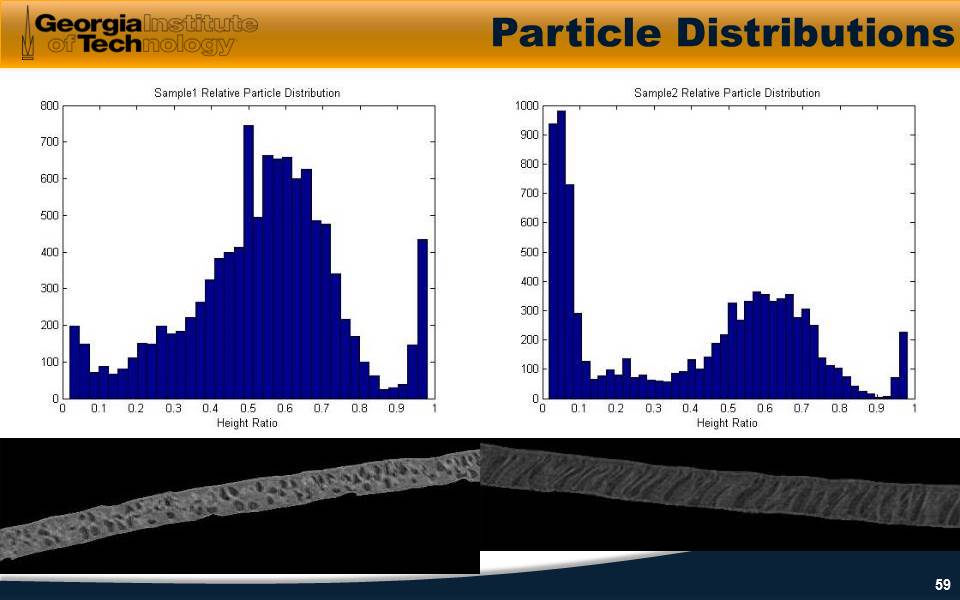 GeorgiaInstitute
of Technology
Particle Distributions
Sample1 Relative Particle Distribution
800
700
600
500
400
300
200
100
0
0 0.1 0.2 0.3 0.4 0.5 0.6 0.7 0.8 0.9 1
Height Ratio
Sample2 Relative Particle Distribution
1000
900
800
700
600
500
400
300
200
100
0
0 0.1 0.2 0.3 0.4 0.5 0.6 0.7 0.8 0.9 1
Height Ratio
59